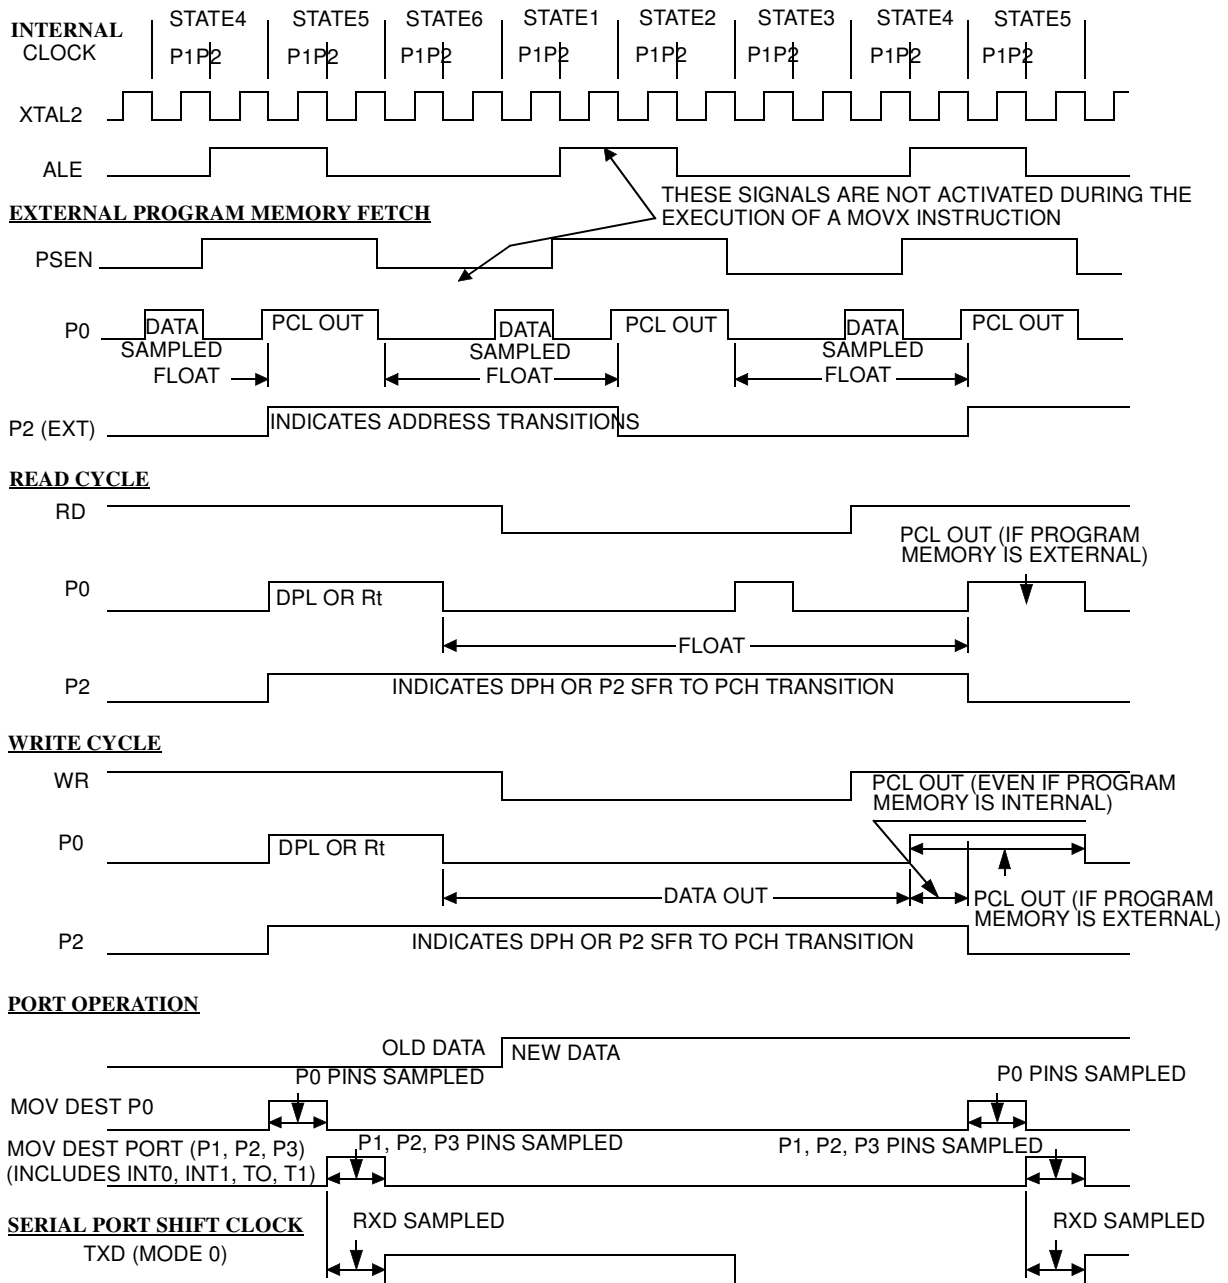 INTERNAL
CLOCK
STATE4 STATE5 STATE6 STATE1 STATE2 STATE3 STATE4 STATE5
P1P2 P1P2 P1P2 P1P2 P1P2 P1P2 P1P2 P1P2
XTAL2
ALE
THESE SIGNALS ARE NOT ACTIVATED DURING THE
EXECUTION OF A MOVX INSTRUCTION
EXTERNAL PROGRAM MEMORY FETCH
PSEN
P0 DATA PCL OUT DATA PCL OUT DATA PCL OUT
SAMPLED SAMPLED SAMPLED
FLOAT FLOAT FLOAT
P2 (EXT) INDICATES ADDRESS TRANSITIONS
READ CYCLE
RD
PCL OUT (IF PROGRAM
MEMORY IS EXTERNAL)
P0 DPL OR Rt
FLOAT
P2 INDICATES DPH OR P2 SFR TO PCH TRANSITION
WRITE CYCLE
WR
PCL OUT (EVEN IF PROGRAM
MEMORY IS INTERNAL)
P0 DPL OR Rt
DATA OUT
PCL OUT (IF PROGRAM
MEMORY IS EXTERNAL)
P2 INDICATES DPH OR P2 SFR TO PCH TRANSITION
PORT OPERATION
OLD DATA NEW DATA
P0 PINS SAMPLED P0 PINS SAMPLED
MOV DEST P0
MOV DEST PORT (P1, P2, P3) P1, P2, P3 PINS SAMPLED P1, P2, P3 PINS SAMPLED
(INCLUDES INT0, INT1, TO, T1)
SERIAL PORT SHIFT CLOCK RXD SAMPLED RXD SAMPLED
TXD (MODE 0)